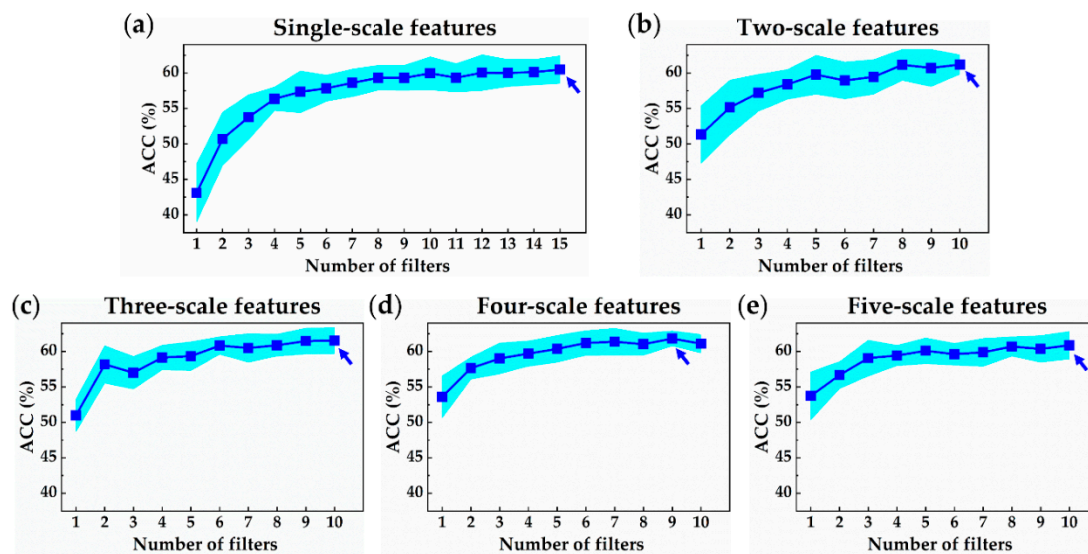 (a) Single-scale features
ACC (%)
60
55
50
45
40
1 2 3 4 5 6 7 8 9 10 11 12 13 14 15
Number of filters
(b) Two-scale features
ACC (%)
60
55
50
45
40
1 2 3 4 5 6 7 8 9 10
Number of filters
(c) Three-scale features
ACC (%)
60
55
50
45
40
1 2 3 4 5 6 7 8 9 10
Number of filters
(d) Four-scale features
ACC (%)
60
55
50
45
40
1 2 3 4 5 6 7 8 9 10
Number of filters
(e) Five-scale features
ACC (%)
60
55
50
45
40
1 2 3 4 5 6 7 8 9 10
Number of filters